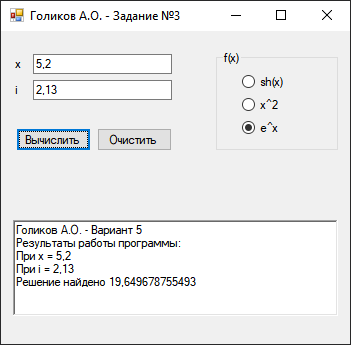 Голиков А.О. - Задание №3
x 5,2
i 2,13
f(x)
sh(x)
x^2
e^x
Вычислить Очистить
Голиков А.О. - Вариант 5
Результаты работы программы:
При x = 5,2
При i = 2,13
Решение найдено 19,649678755493